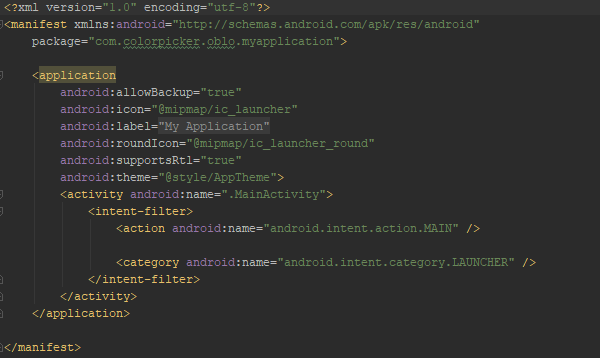 <?xml version="1.0" encoding="utf-8"?>
<manifest xmlns:android="http://schemas.android.com/apk/res/android"
    package="com.colorpicker.oblo.myapplication">

    <application
        android:allowBackup="true"
        android:icon="@mipmap/ic_launcher"
        android:label="My Application"
        android:roundIcon="@mipmap/ic_launcher_round"
        android:supportsRtl="true"
        android:theme="@style/AppTheme">
        <activity android:name=".MainActivity">
            <intent-filter>
                <action android:name="android.intent.action.MAIN" />

                <category android:name="android.intent.category.LAUNCHER" />
            </intent-filter>
        </activity>
    </application>

</manifest>